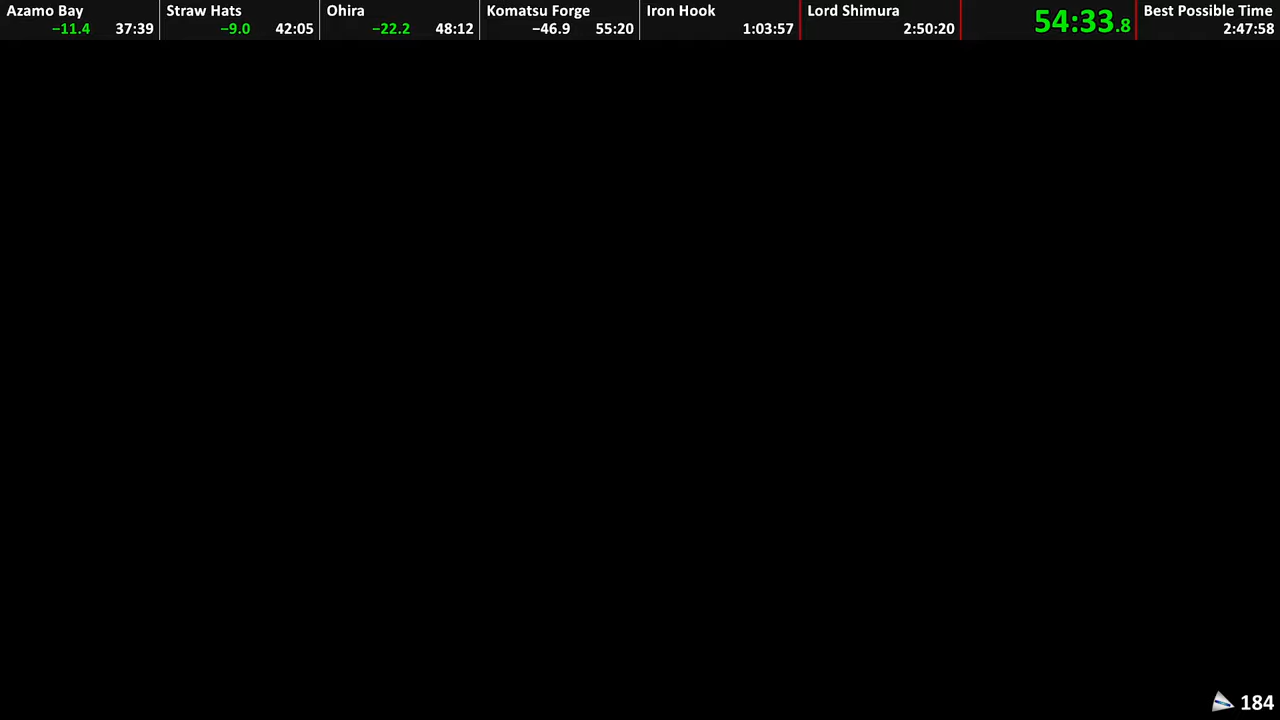 Azamo Bay
−11.4 37:39
Straw Hats
−9.0 42:05
Ohira
−22.2 48:12
Komatsu Forge
−46.9 55:20
Iron Hook
1:03:57
Lord Shimura
2:50:20
54:33.8
Best Possible Time
2:47:58
184